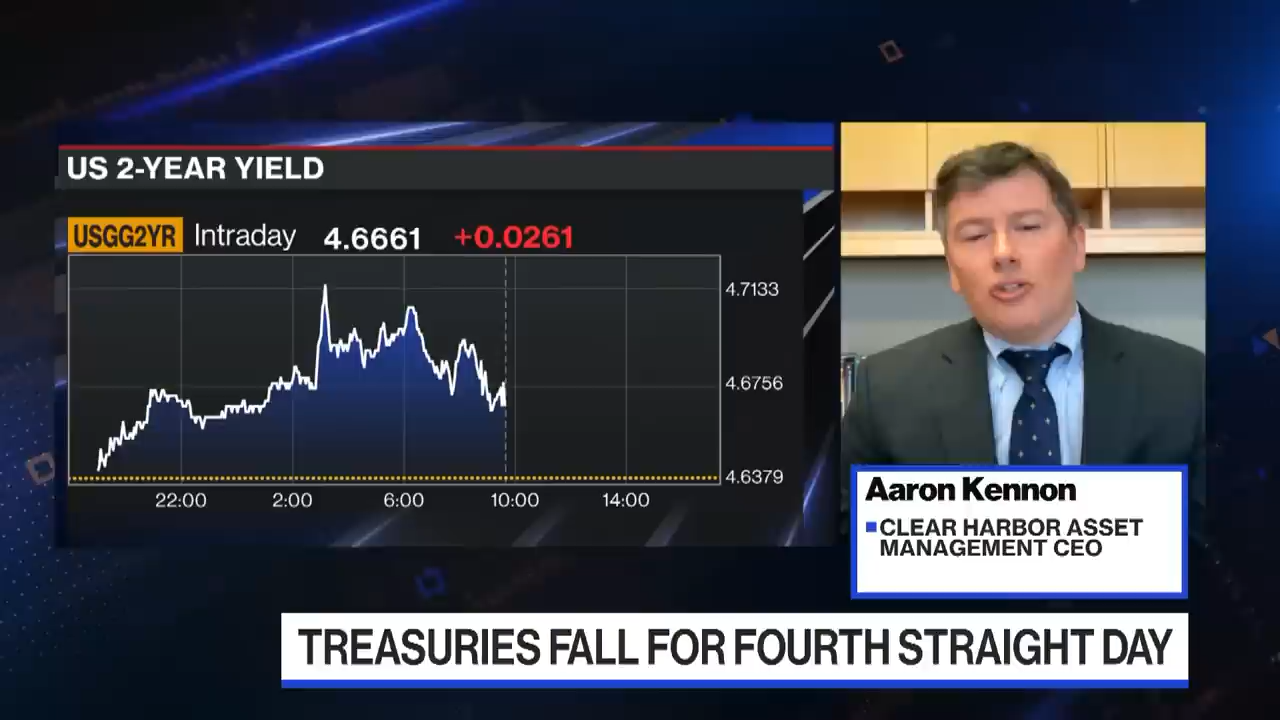 US 2-YEAR YIELD
USGG2YR Intraday 4.6661 +0.0261
4.7133
4.6756
4.6379
22:00 2:00 6:00 10:00 14:00
Aaron Kennon
CLEAR HARBOR ASSET
MANAGEMENT CEO
TREASURIES FALL FOR FOURTH STRAIGHT DAY